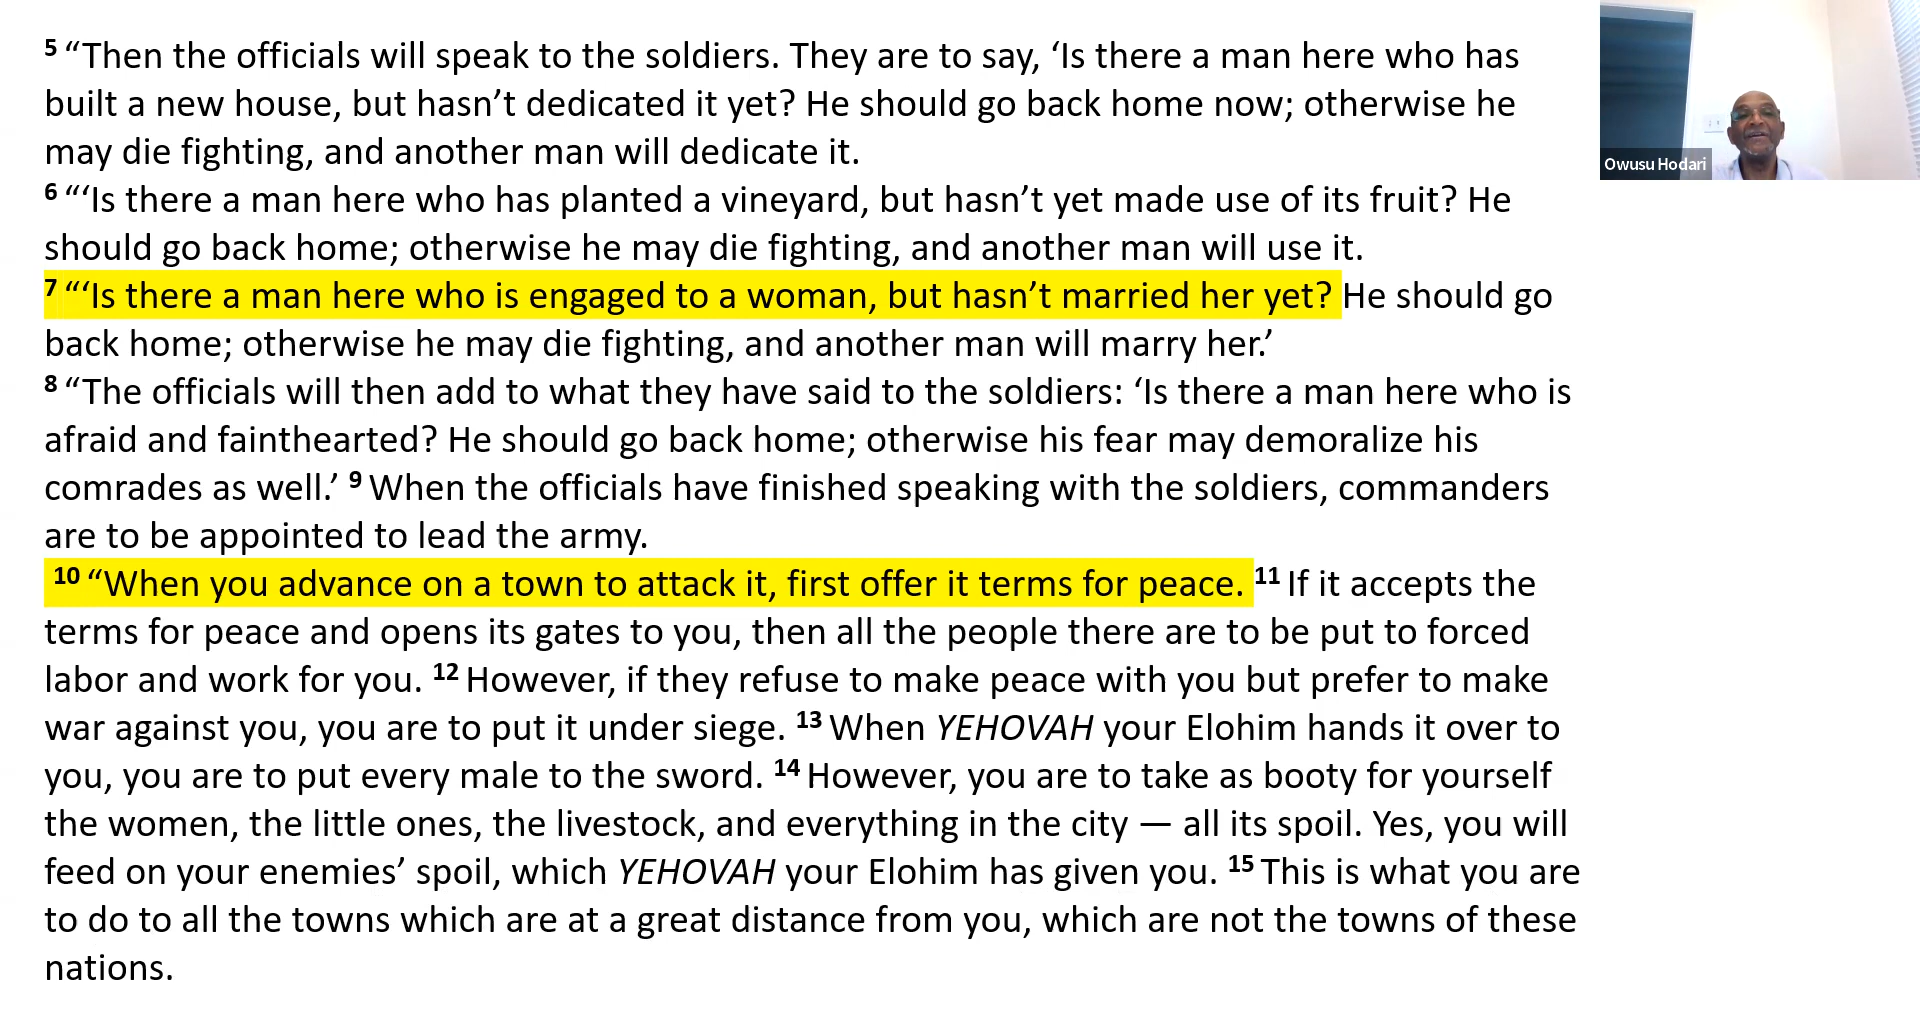 5 “Then the officials will speak to the soldiers. They are to say, ‘Is there a man here who has
built a new house, but hasn’t dedicated it yet? He should go back home now; otherwise he
may die fighting, and another man will dedicate it.
6 “‘Is there a man here who has planted a vineyard, but hasn’t yet made use of its fruit? He
should go back home; otherwise he may die fighting, and another man will use it.
7 “‘Is there a man here who is engaged to a woman, but hasn’t married her yet? He should go
back home; otherwise he may die fighting, and another man will marry her.’
8 “The officials will then add to what they have said to the soldiers: ‘Is there a man here who is
afraid and fainthearted? He should go back home; otherwise his fear may demoralize his
comrades as well.’ 9 When the officials have finished speaking with the soldiers, commanders
are to be appointed to lead the army.
10 “When you advance on a town to attack it, first offer it terms for peace. 11 If it accepts the
terms for peace and opens its gates to you, then all the people there are to be put to forced
labor and work for you. 12 However, if they refuse to make peace with you but prefer to make
war against you, you are to put it under siege. 13 When YEHOVAH your Elohim hands it over to
you, you are to put every male to the sword. 14 However, you are to take as booty for yourself
the women, the little ones, the livestock, and everything in the city — all its spoil. Yes, you will
feed on your enemies’ spoil, which YEHOVAH your Elohim has given you. 15 This is what you are
to do to all the towns which are at a great distance from you, which are not the towns of these
nations.
Owusu Hodari